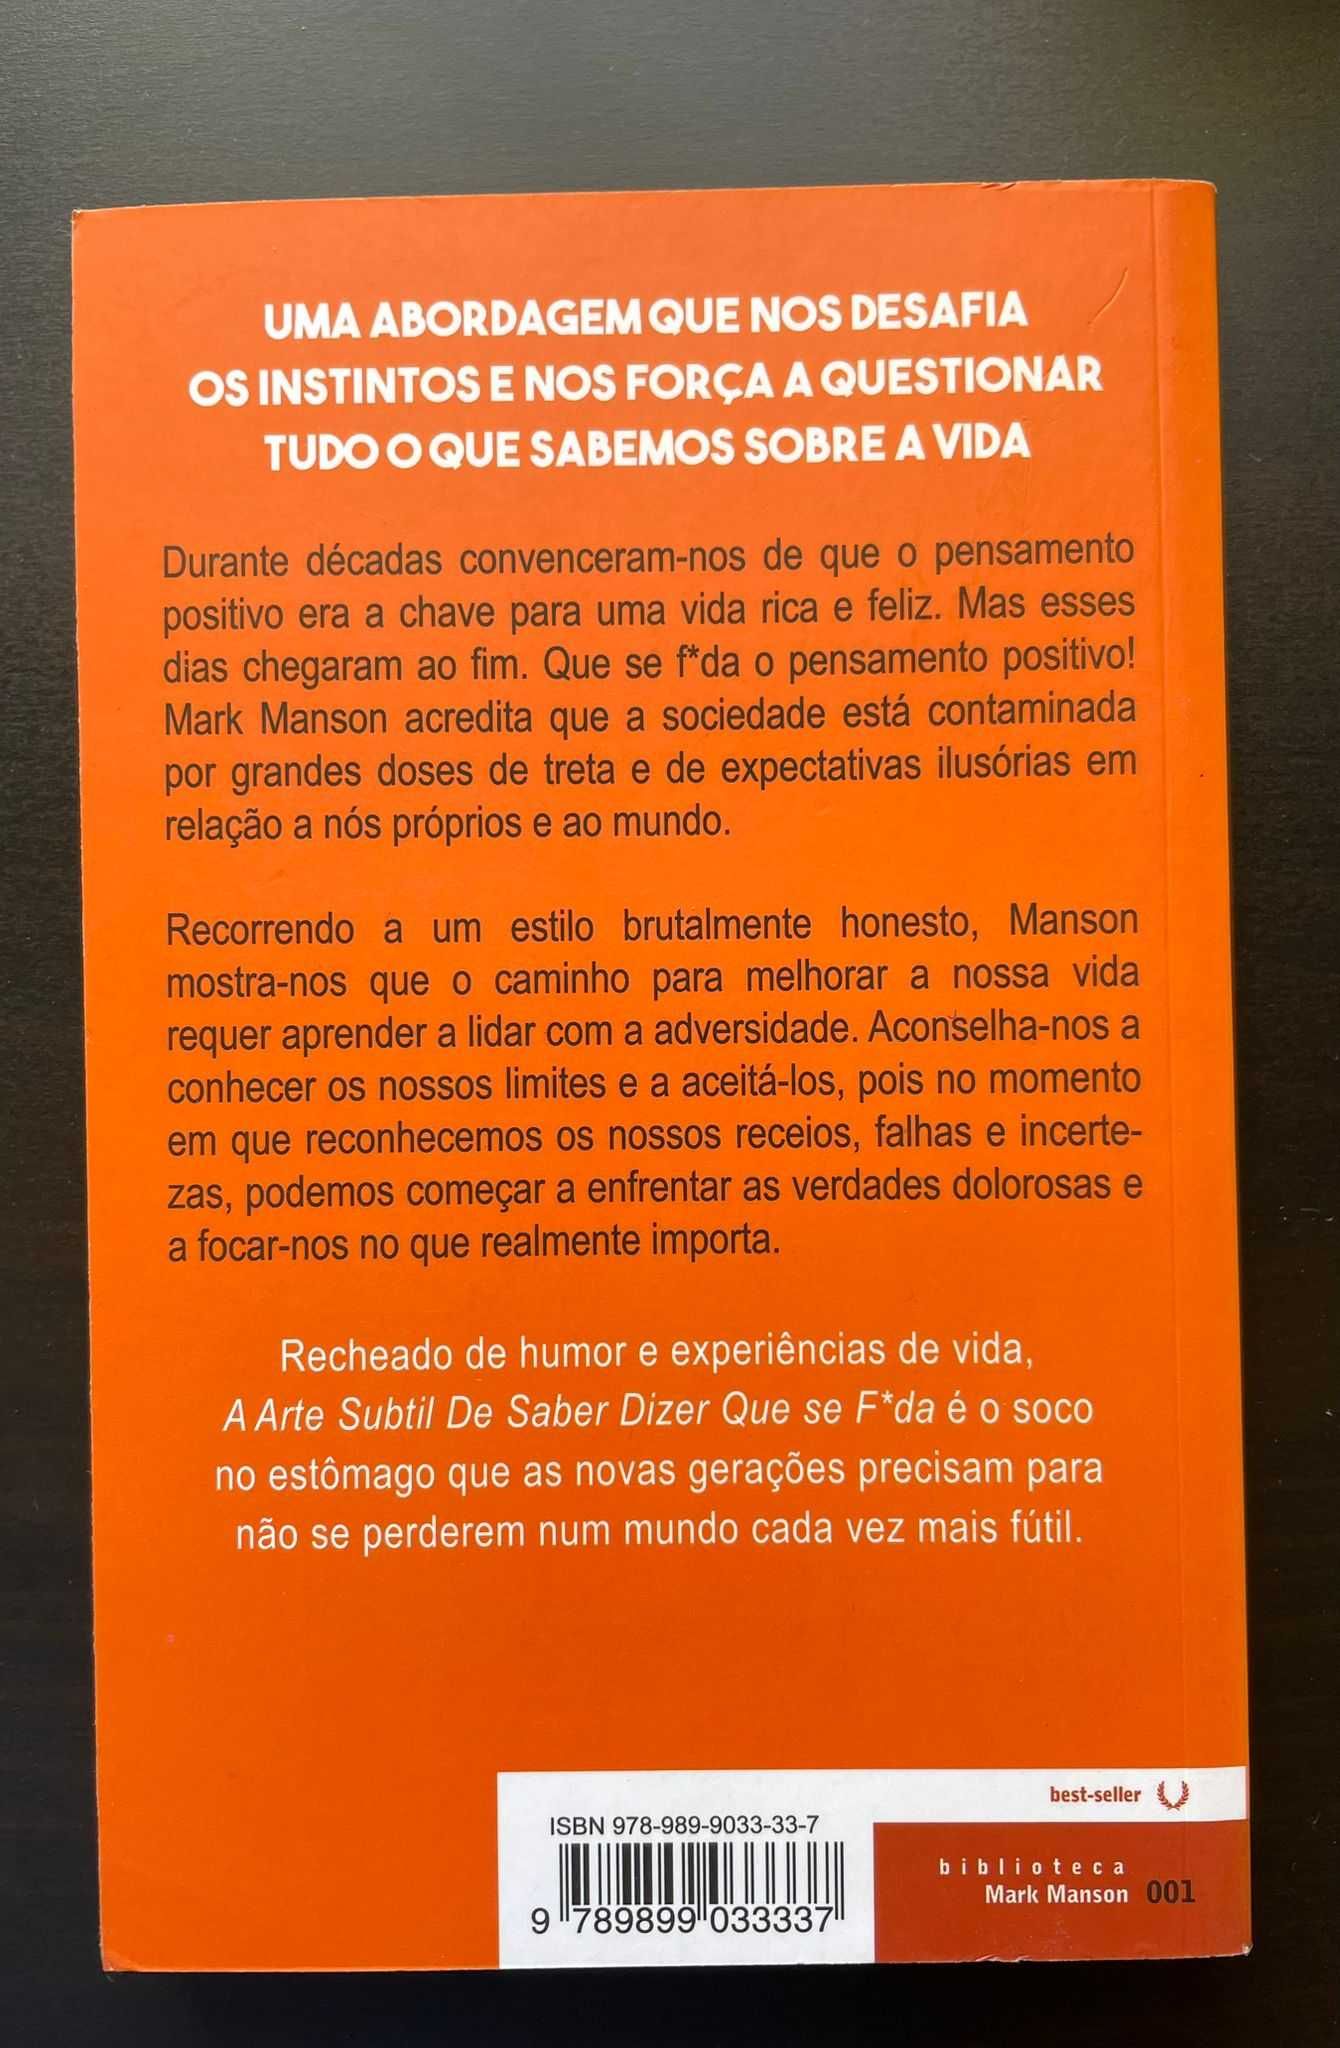 UMA ABORDAGEM QUE NOS DESAFIA
OS INSTINTOS E NOS FORÇA A QUESTIONAR
TUDO O QUE SABEMOS SOBRE A VIDA
Durante décadas convenceram-nos de que o pensamento
positivo era a chave para uma vida rica e feliz. Mas esses
dias chegaram ao fim. Que se f*da o pensamento positivo!
Mark Manson acredita que a sociedade está contaminada
por grandes doses de treta e de expectativas ilusórias em
relação a nós próprios e ao mundo.
Recorrendo a um estilo brutalmente honesto, Manson
mostra-nos que o caminho para melhorar a nossa vida
requer aprender a lidar com a adversidade. Aconselha-nos a
conhecer os nossos limites e a aceitá-los, pois no momento
em que reconhecemos os nossos receios, falhas e incerte-
zas, podemos começar a enfrentar as verdades dolorosas e
a focar-nos no que realmente importa.
Recheado de humor e experiências de vida,
A Arte Subtil De Saber Dizer Que se F*da é o soco
no estômago que as novas gerações precisam para
não se perderem num mundo cada vez mais fútil.
best-seller
ISBN 978-989-9033-33-7
9 789899 033337
biblioteca
Mark Manson 001